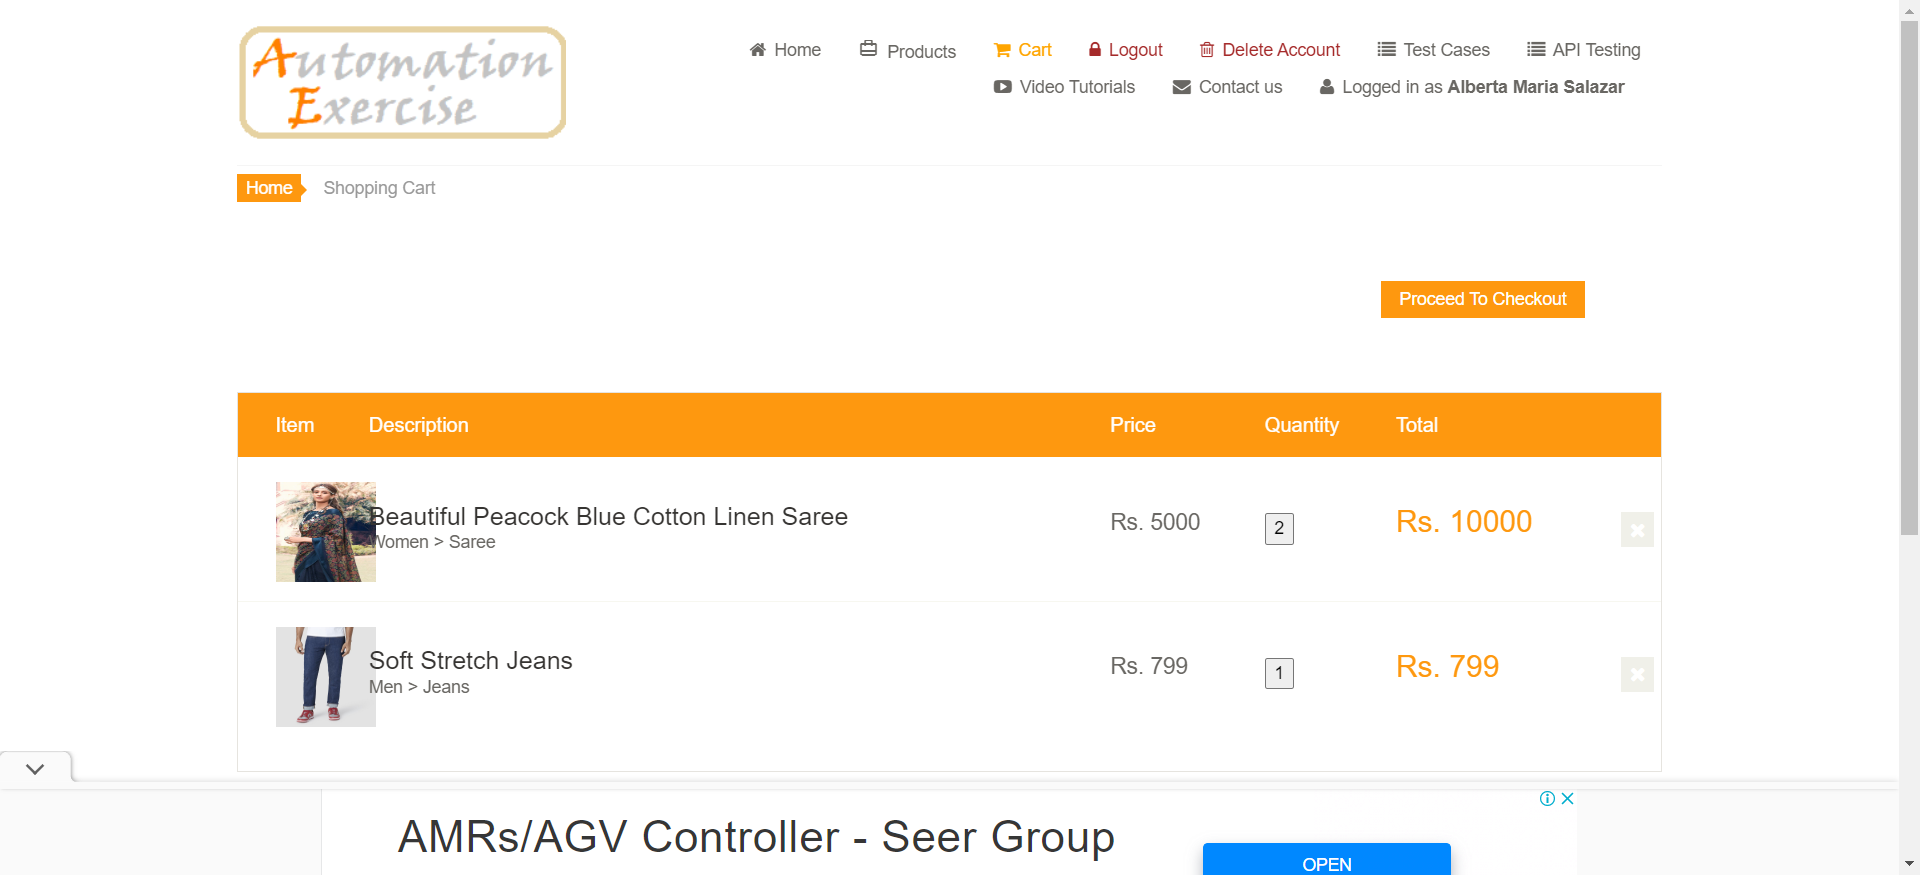 Automation
Exercise
Home Products Cart Logout Delete Account Test Cases API Testing
Video Tutorials Contact us Logged in as Alberta Maria Salazar
Home Shopping Cart
Proceed To Checkout
Item Description Price Quantity Total
Beautiful Peacock Blue Cotton Linen Saree Rs. 5000 2 Rs. 10000
Women > Saree
Soft Stretch Jeans Rs. 799 1 Rs. 799
Men > Jeans
AMRs/AGV Controller - Seer Group
OPEN